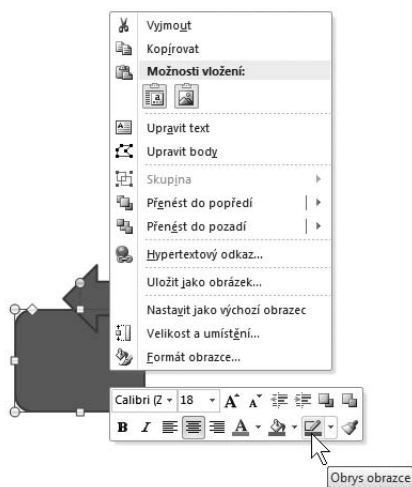 Vyjmout
Kopírovat
Možnosti vložení:
Upravit text
Upravit body
Skupina
Přenést do popředí
Přenést do pozadí
Hypertextový odkaz...
Uložit jako obrázek...
Nastavit jako výchozí obrazec
Velikost a umístění...
Formát obrazce...
Calibri (Z 18 A A
B I A
Obrys obrazce